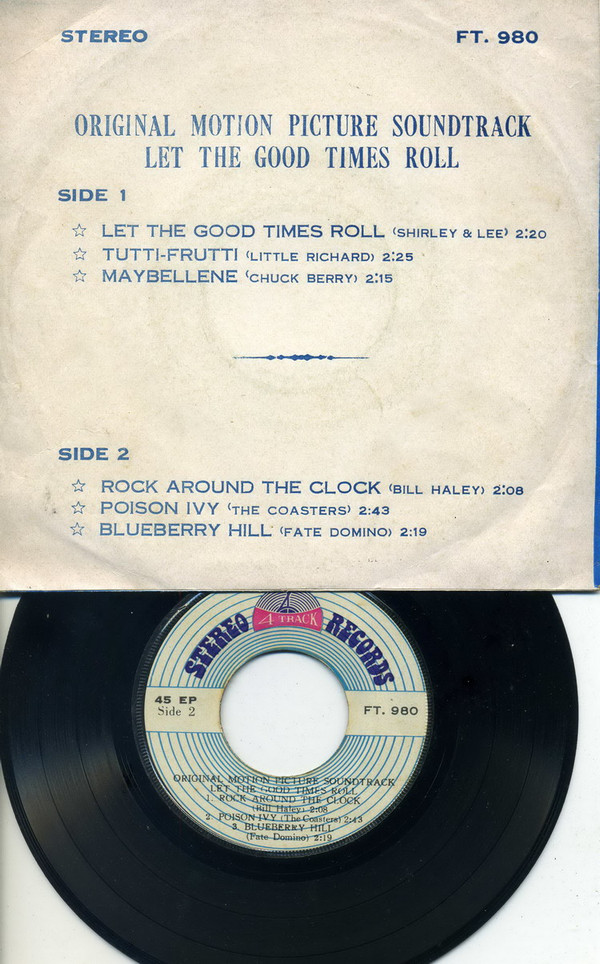 STEREO FT. 980
ORIGINAL MOTION PICTURE SOUNDTRACK
LET THE GOOD TIMES ROLL
SIDE 1
☆ LET THE GOOD TIMES ROLL (SHIRLEY & LEE) 2:20
☆ TUTTI-FRUTTI (LITTLE RICHARD) 2:25
☆ MAYBELLENE (CHUCK BERRY) 2:15
SIDE 2
☆ ROCK AROUND THE CLOCK (BILL HALEY) 2:08
☆ POISON IVY (THE COASTERS) 2:43
☆ BLUEBERRY HILL (FATE DOMINO) 2:19
4 TRACK
STEREO RECORDS
45 EP
Side 2 FT. 980
ORIGINAL MOTION PICTURE SOUNDTRACK
LET THE GOOD TIMES ROLL
1. ROCK AROUND THE CLOCK
(Bill Haley) 2:08
2. POISON IVY (The Coasters) 2:43
3. BLUEBERRY HILL
(Fate Domino) 2:19